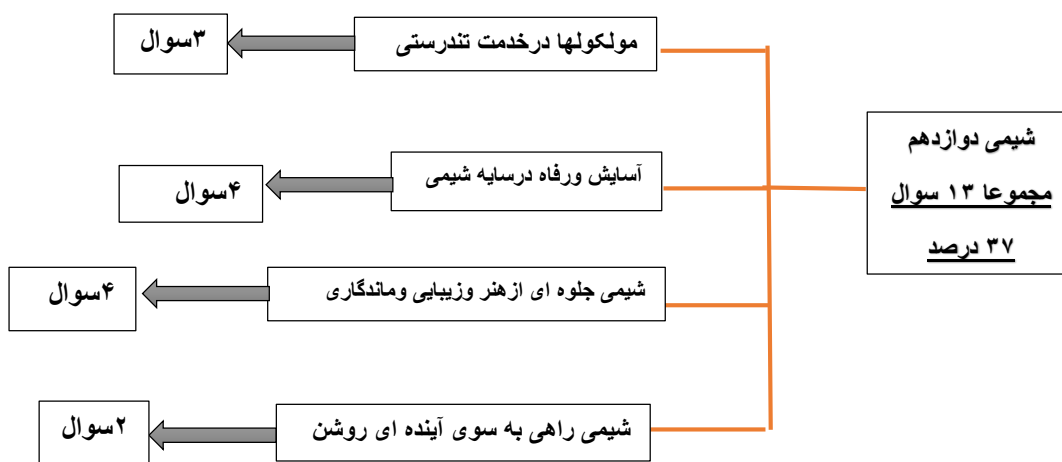 شیمی دوازدهم
مجموعا ۱۳ سوال
۳۷ درصد
مولکولها درخدمت تندرستی
۳سوال
آسایش ورفاه درسایه شیمی
۴سوال
شیمی جلوه ای ازهنر وزیبایی وماندگاری
۴سوال
شیمی راهی به سوی آینده ای روشن
۲سوال